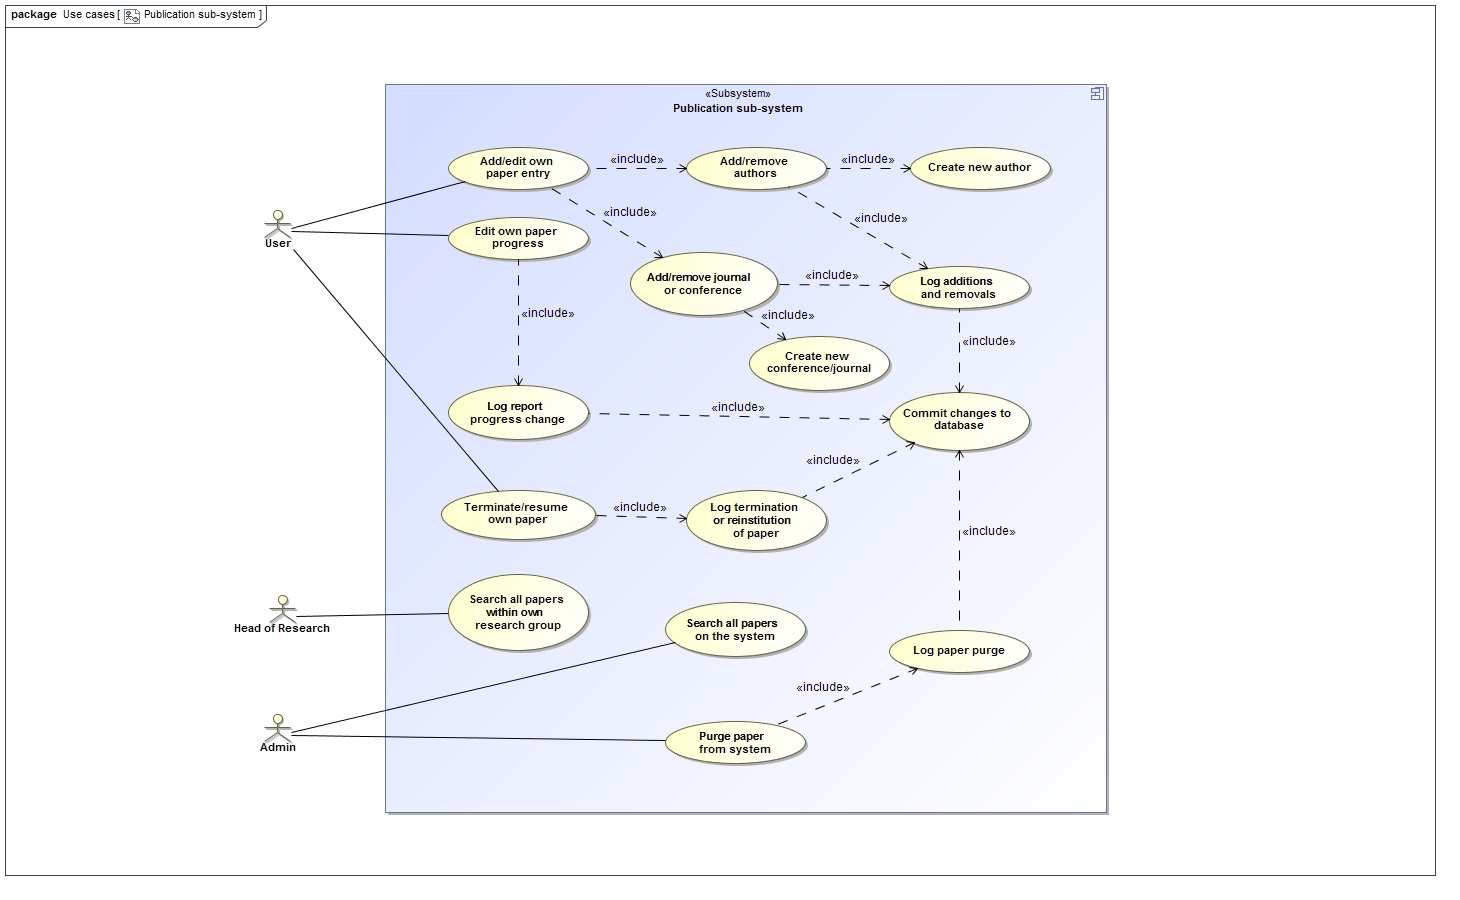 package Use cases [ Publication sub-system ]
«Subsystem»
Publication sub-system
Add/edit own
paper entry
«include»
Add/remove
authors
«include»
Create new author
User
Edit own paper
progress
«include»
«include»
Add/remove journal
or conference
«include»
Log additions
and removals
«include»
«include»
Create new
conference/journal
«include»
Log report
progress change
«include»
Commit changes to
database
«include»
Terminate/resume
own paper
«include»
Log termination
or reinstitution
of paper
«include»
Head of Research
Search all papers
within own
research group
Search all papers
on the system
Log paper purge
«include»
Admin
Purge paper
from system